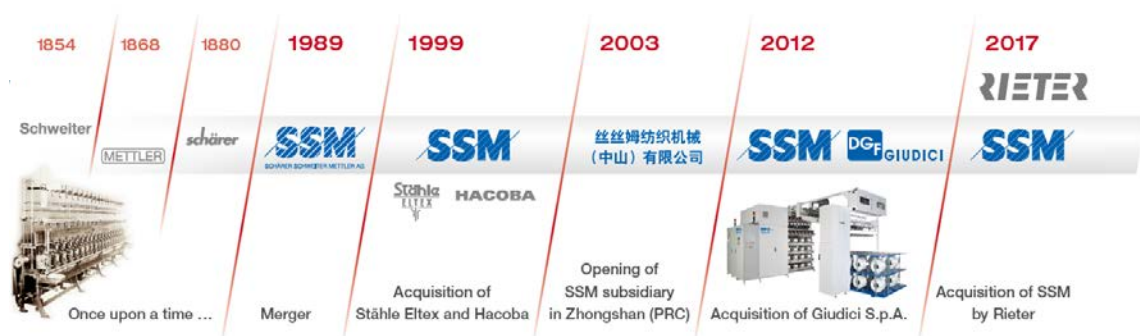 1854
1868
1880
1989
1999
2003
2012
2017
RIETER
Schweiter
METTLER
schärer
SSM
SCHÄRER SCHWEITER METTLER AG
SSM
丝丝姆纺织机械
（中山）有限公司
SSM
DGF GIUDICI
SSM
Stähle
ELTEX
HACOBA
Once upon a time ...
Merger
Acquisition of
Stähle Eltex and Hacoba
Opening of
SSM subsidiary
in Zhongshan (PRC)
Acquisition of Giudici S.p.A.
Acquisition of SSM
by Rieter